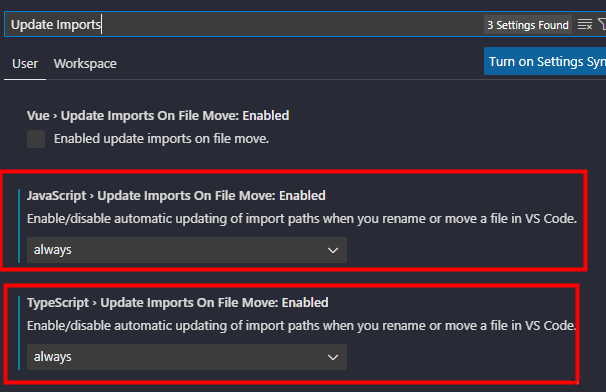 Update Imports
3 Settings Found
User Workspace
Turn on Settings Syn
Vue › Update Imports On File Move: Enabled
Enabled update imports on file move.
JavaScript › Update Imports On File Move: Enabled
Enable/disable automatic updating of import paths when you rename or move a file in VS Code.
always
TypeScript › Update Imports On File Move: Enabled
Enable/disable automatic updating of import paths when you rename or move a file in VS Code.
always